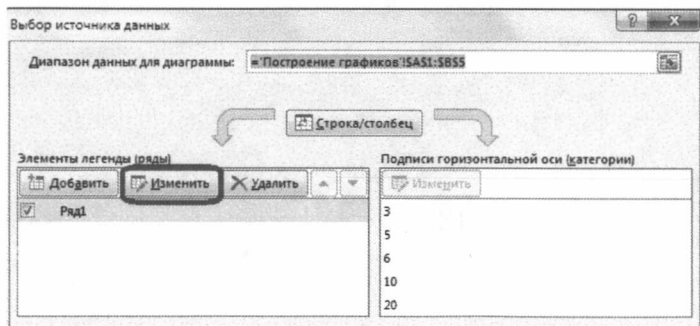 Выбор источника данных
Диапазон данных для диаграммы: ='Построение графиков'!$A$1:$B$5
Строка/столбец
Элементы легенды (ряды)
Добавить Изменить Удалить
Ряд1
Подписи горизонтальной оси (категории)
Изменить
3
5
6
10
20